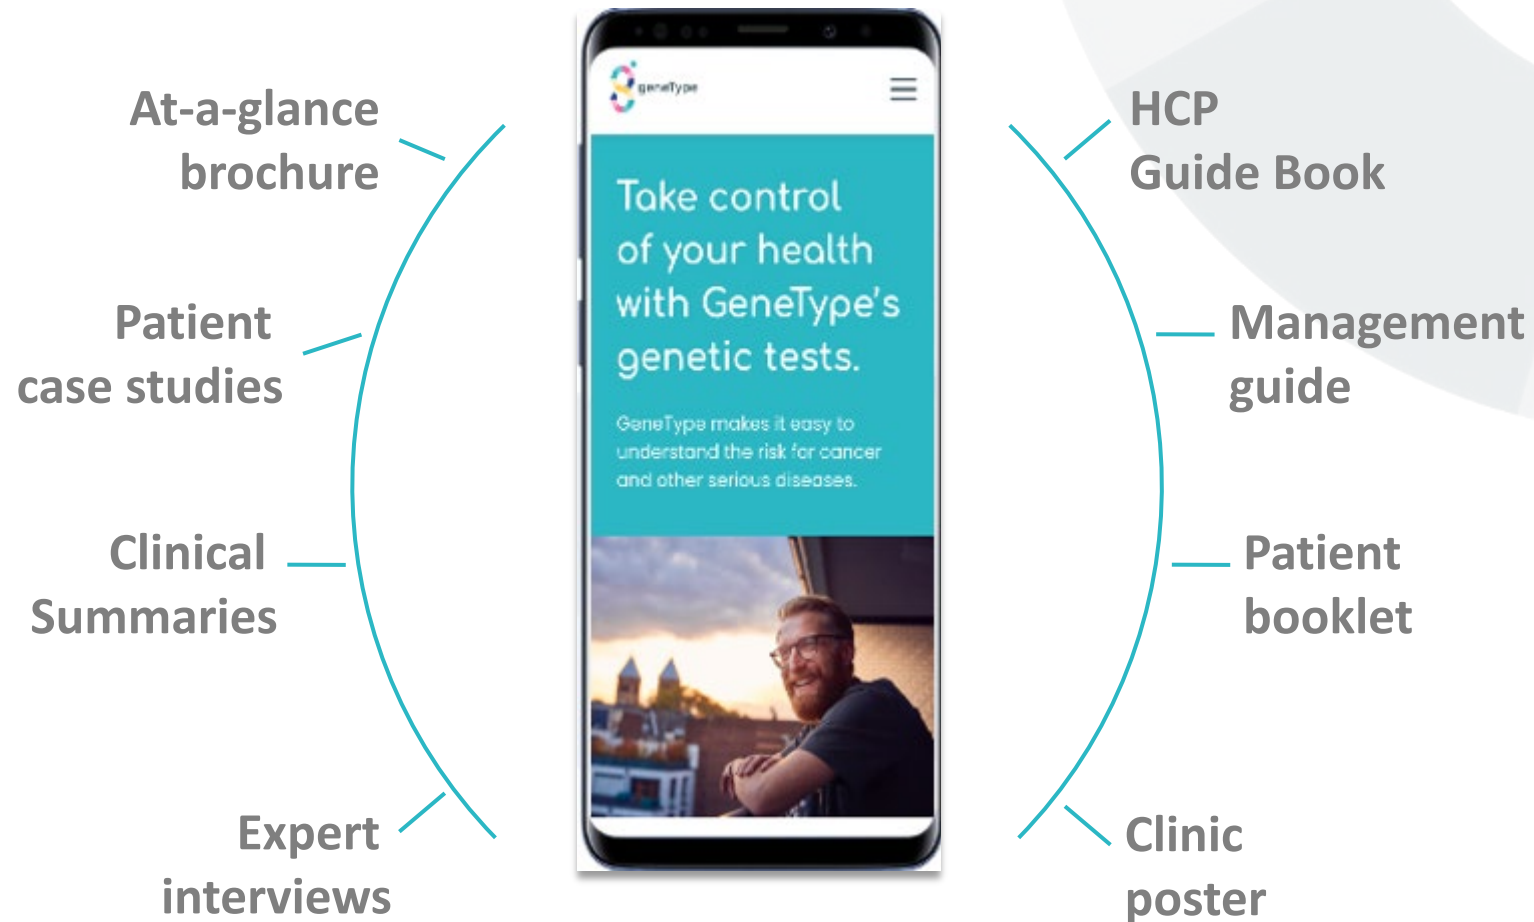 At-a-glance
brochure
Patient
case studies
Clinical
Summaries
Expert
interviews
geneType
Take control
of your health
with GeneType's
genetic tests.
GeneType makes it easy to
understand the risk for cancer
and other serious diseases.
HCP
Guide Book
Management
guide
Patient
booklet
Clinic
poster